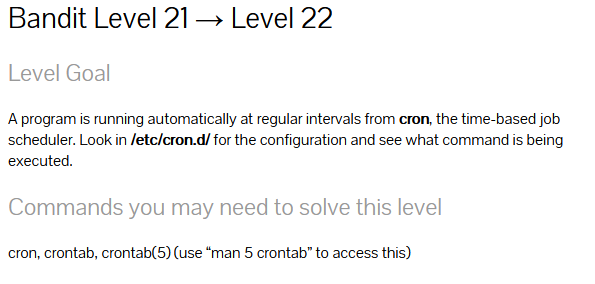 Bandit Level 21 → Level 22
Level Goal
A program is running automatically at regular intervals from cron, the time-based job
scheduler. Look in /etc/cron.d/ for the configuration and see what command is being
executed.
Commands you may need to solve this level
cron, crontab, crontab(5) (use “man 5 crontab” to access this)